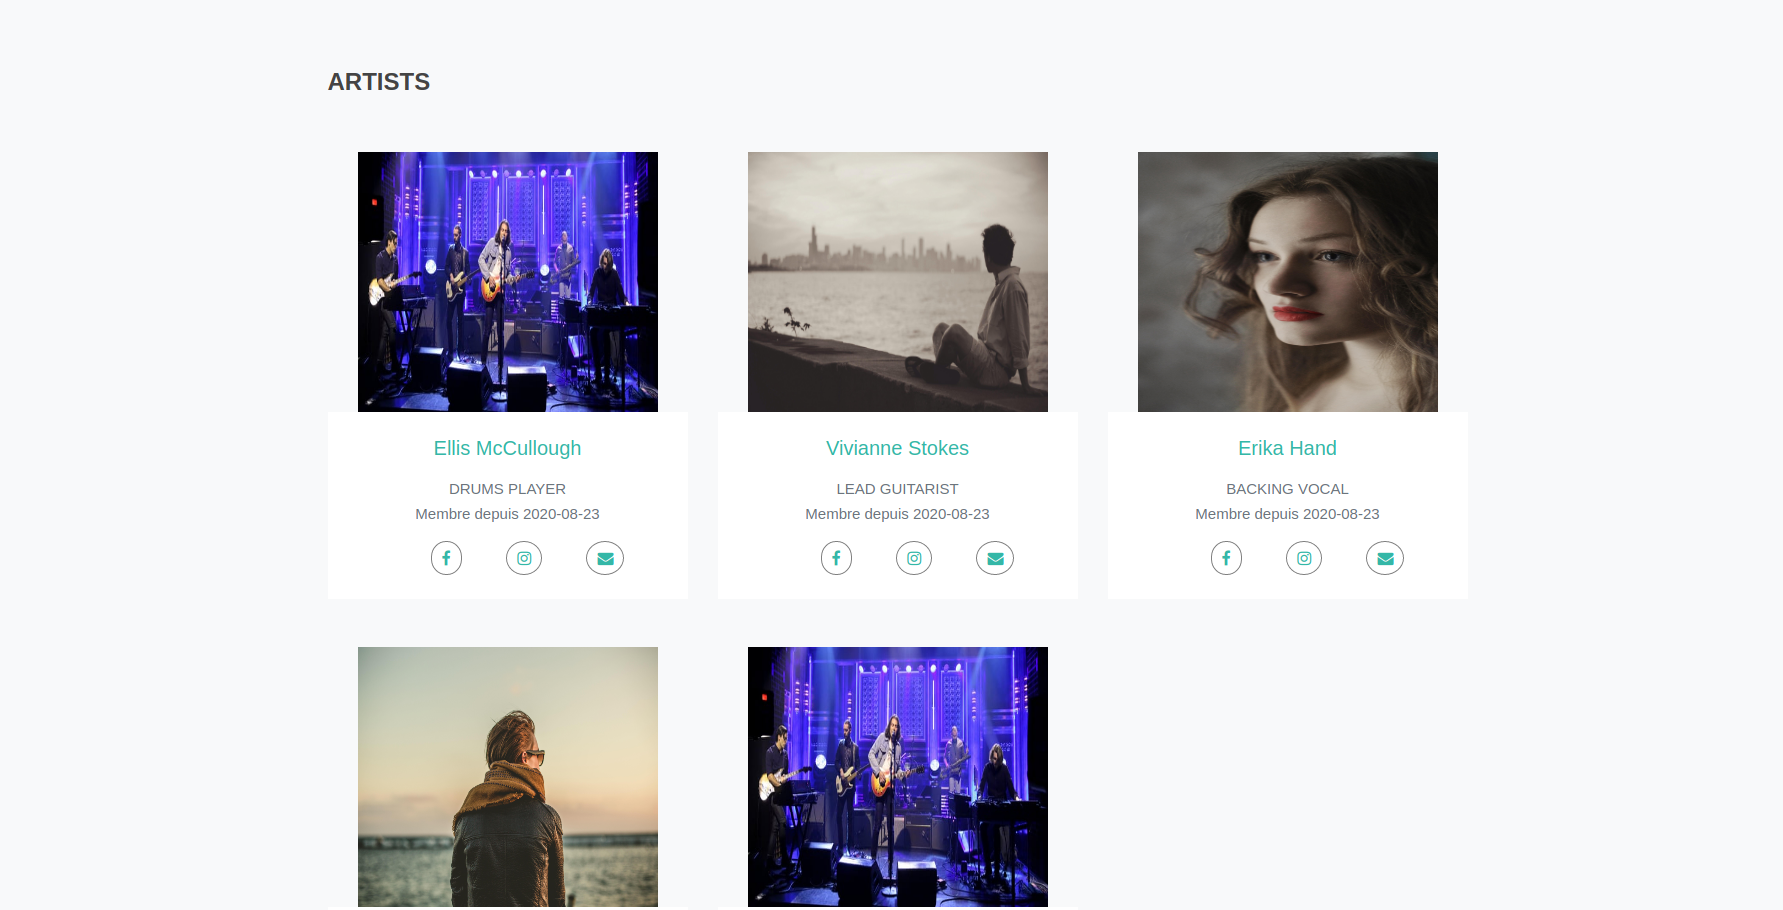 ARTISTS
Ellis McCullough
DRUMS PLAYER
Membre depuis 2020-08-23
Vivianne Stokes
LEAD GUITARIST
Membre depuis 2020-08-23
Erika Hand
BACKING VOCAL
Membre depuis 2020-08-23